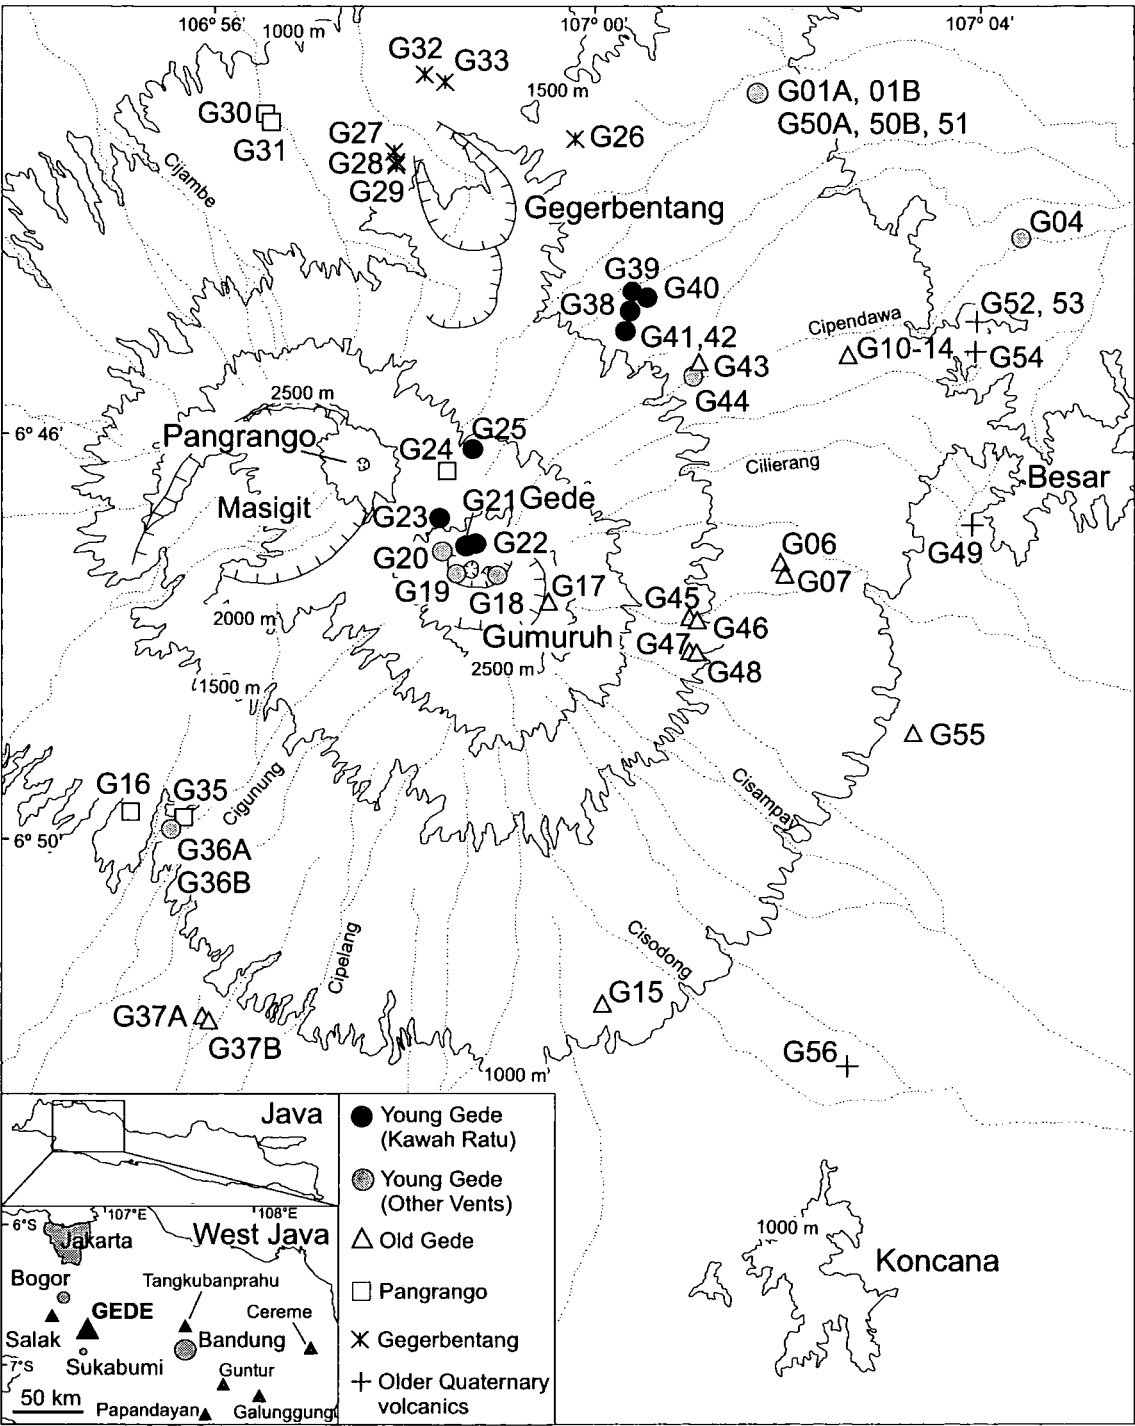 106° 56'
1000 m
107° 00'
107° 04'
G32
G33
1500 m
G01A, 01B
G50A, 50B, 51
G30
G31
G27
G28
G29
G26
Cijambe
Gegerbentang
G04
G39
G40
G38
G41,42
G52, 53
Cipendawa
G10-14
G54
G43
G44
2500 m
6° 46'
Pangrango
G25
G24
Cilierang
Besar
Masigit
G21
Gede
G23
G22
G20
G49
G06
G07
G19
G18
G17
G45
G46
2000 m
Gumuruh
G47
G48
2500 m
1500 m
G55
G16
G35
Cigunung
Cisampay
6° 50'
G36A
G36B
Cipelang
Cisodong
G15
G37A
G37B
G56
1000 m
Java
Young Gede
(Kawah Ratu)
Young Gede
(Other Vents)
Old Gede
Pangrango
Gegerbentang
Older Quaternary
volcanics
6°S
107°E
108°E
Jakarta
West Java
Bogor
Tangkubanprahu
GEDE
Cereme
Salak
Bandung
7°S
Sukabumi
Guntur
50 km
Papandayan
Galunggung
1000 m
Koncana